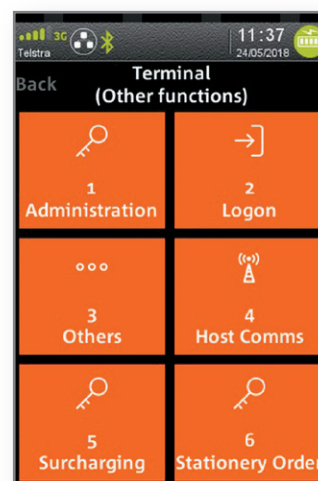 3G
11:37
Telstra
24/05/2018
Back
Terminal
(Other functions)
1
Administration
2
Logon
3
Others
4
Host Comms
5
Surcharging
6
Stationery Order